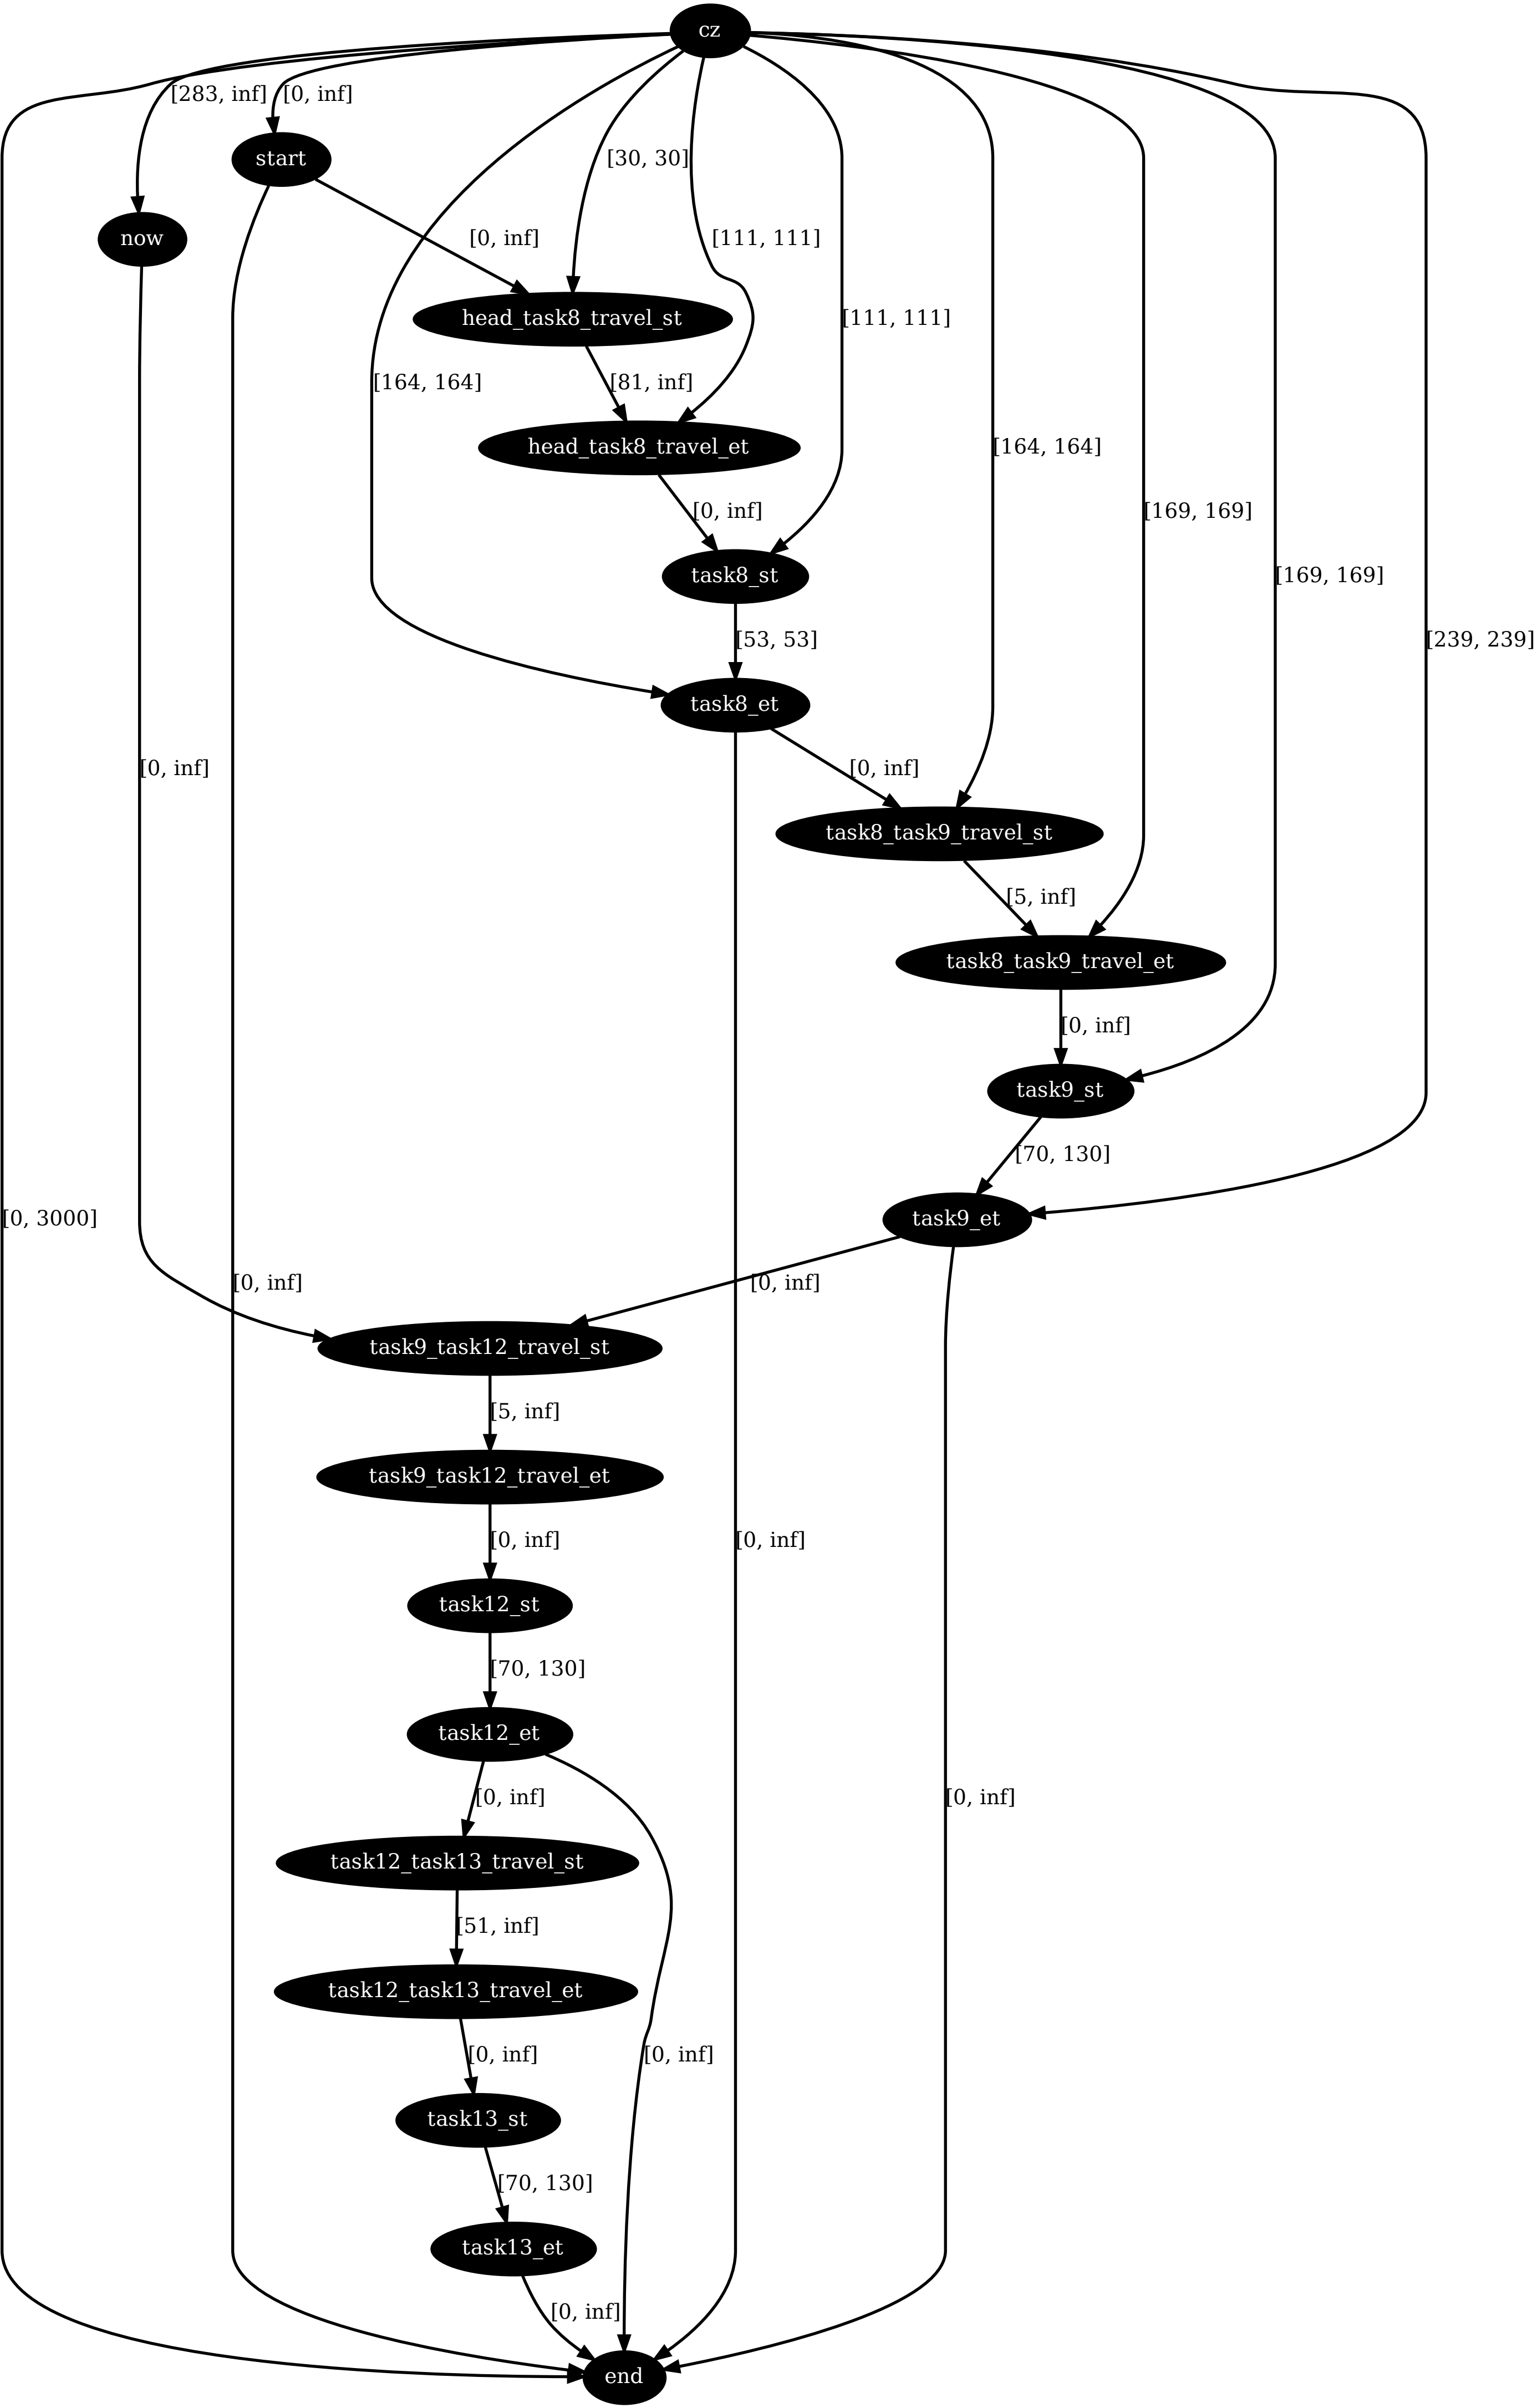 cz
[283, inf]
[0, inf]
start
[30, 30]
now
[0, inf]
[111, 111]
head_task8_travel_st
[111, 111]
[164, 164]
[81, inf]
head_task8_travel_et
[164, 164]
[0, inf]
[169, 169]
task8_st
[169, 169]
[53, 53]
[239, 239]
task8_et
[0, inf]
[0, inf]
task8_task9_travel_st
[5, inf]
task8_task9_travel_et
[0, inf]
task9_st
[70, 130]
[0, 3000]
task9_et
[0, inf]
[0, inf]
task9_task12_travel_st
[5, inf]
task9_task12_travel_et
[0, inf]
[0, inf]
task12_st
[70, 130]
task12_et
[0, inf]
[0, inf]
task12_task13_travel_st
[51, inf]
task12_task13_travel_et
[0, inf]
[0, inf]
task13_st
[70, 130]
task13_et
[0, inf]
end